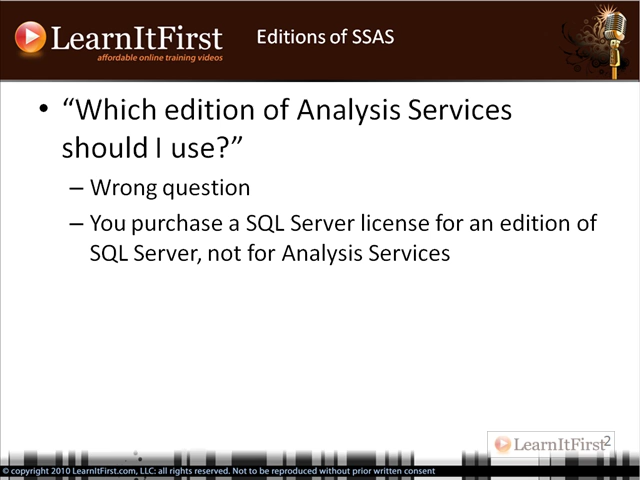 LearnItFirst
affordable online training videos
Editions of SSAS
• “Which edition of Analysis Services
should I use?”
– Wrong question
– You purchase a SQL Server license for an edition of
SQL Server, not for Analysis Services
LearnItFirst
2
© copyright 2010 LearnItFirst.com, LLC: all rights reserved. Not to be reproduced without prior written consent